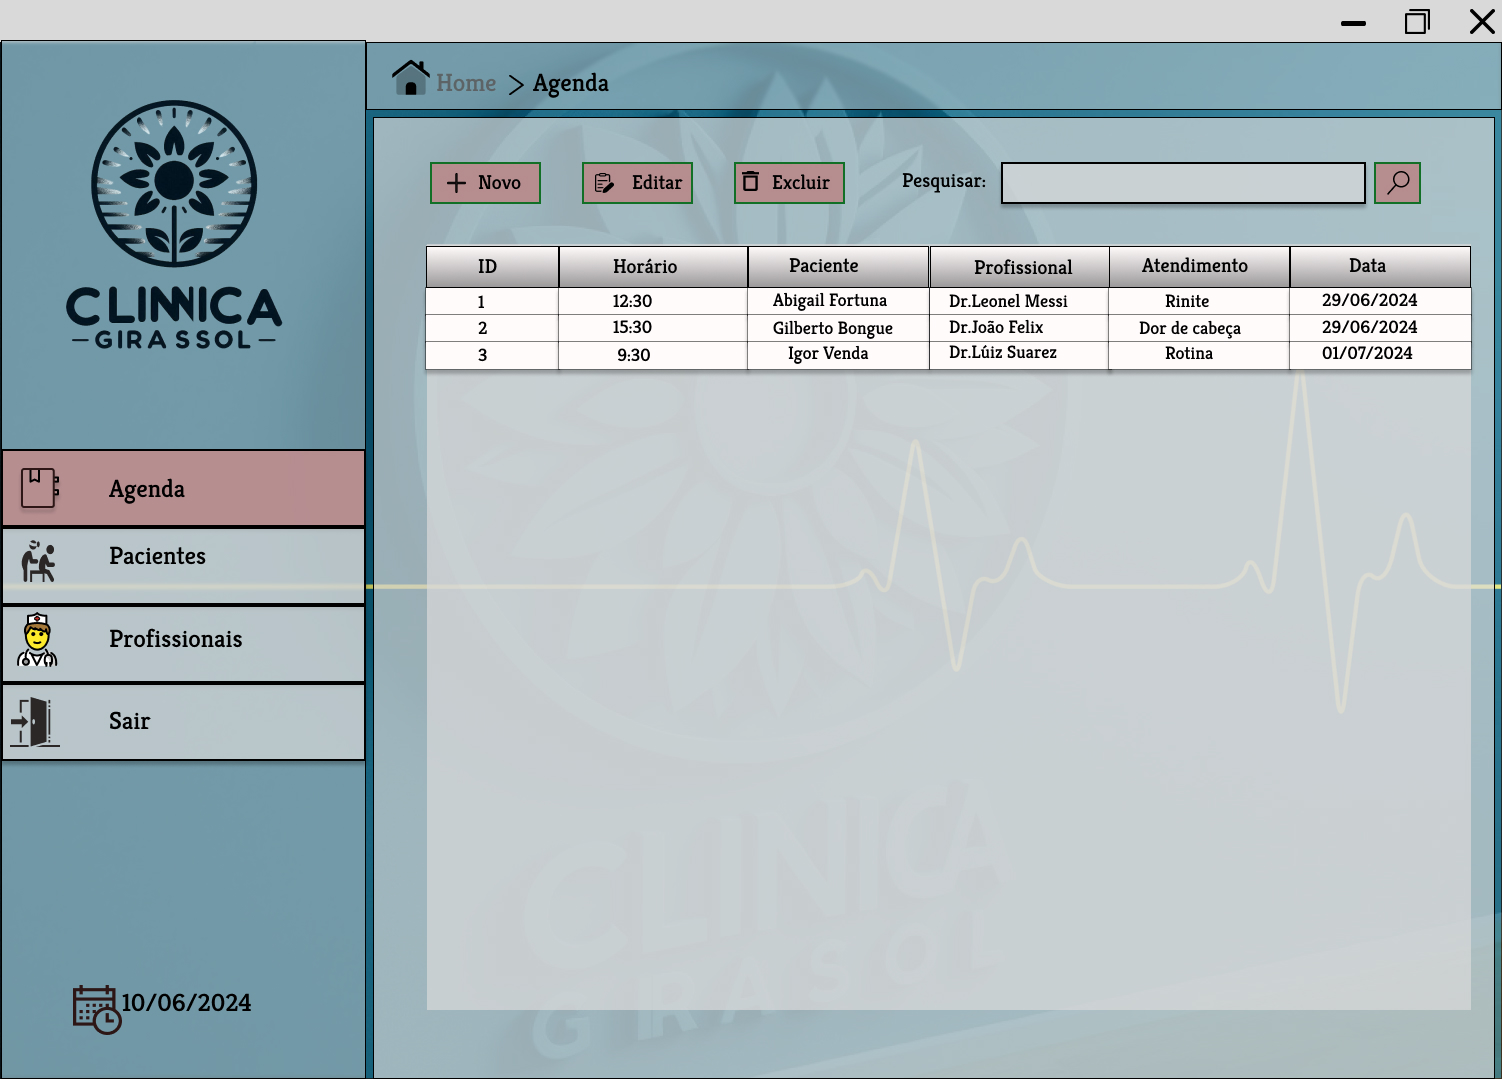 Home > Agenda
CLINNICA
GIRASSOL
Novo Editar Excluir Pesquisar:
ID Horário Paciente Profissional Atendimento Data
1 12:30 Abigail Fortuna Dr.Leonel Messi Rinite 29/06/2024
2 15:30 Gilberto Bongue Dr.João Felix Dor de cabeça 29/06/2024
3 9:30 Igor Venda Dr.Lúiz Suarez Rotina 01/07/2024
Agenda
Pacientes
Profissionais
Sair
10/06/2024
CLINICA
GIRASOL